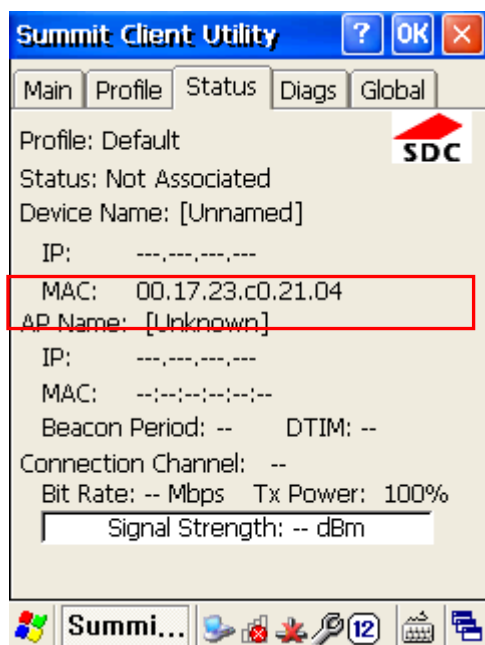 Summit Client Utility ? OK ×
Main Profile Status Diags Global
Profile: Default
SDC
Status: Not Associated
Device Name: [Unnamed]
IP: ---.---.---.---
MAC: 00.17.23.c0.21.04
AP Name: [Unknown]
IP: ---.---.---.---
MAC: --:--:--:--:--:--
Beacon Period: -- DTIM: --
Connection Channel: --
Bit Rate: -- Mbps Tx Power: 100%
Signal Strength: -- dBm
Summi... 12